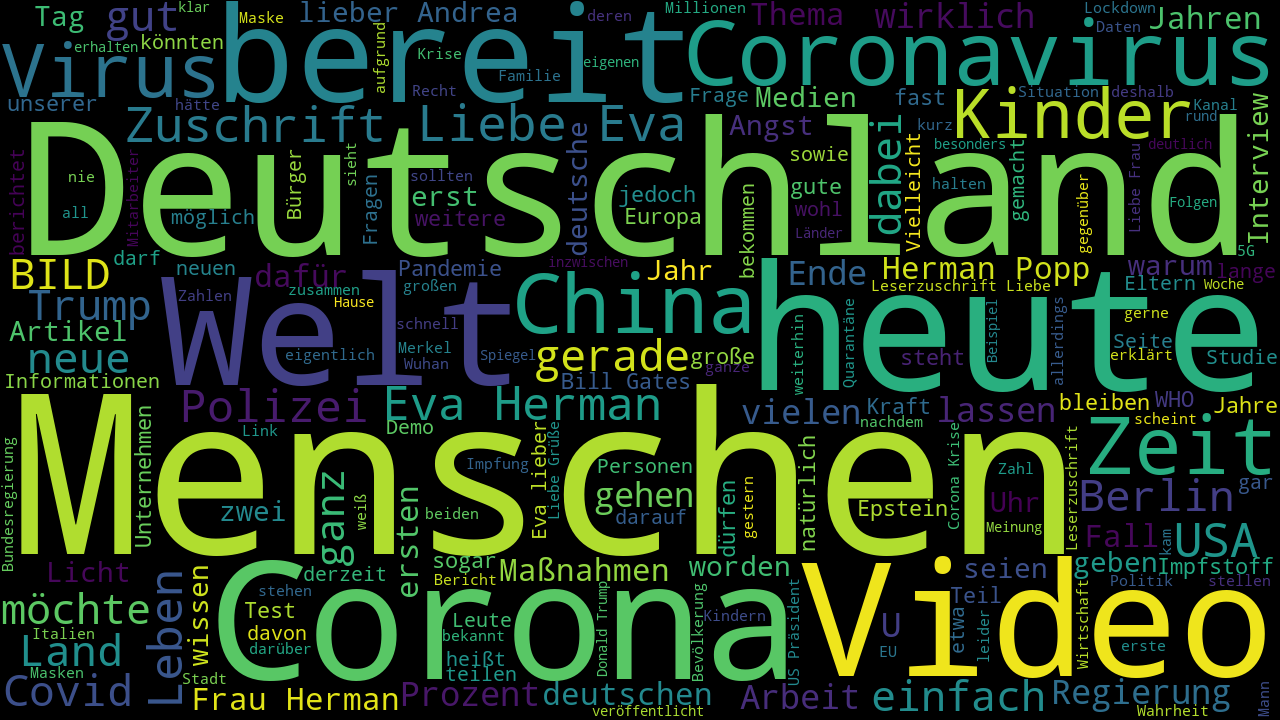 Tag
gut
klar
Maske
lieber Andrea
deren
Millionen
Thema
wirklich
Lockdown
Daten
Jahren
Virus
erhalten
könnten
bereit
aufgrund
Krise
Familie
eigenen
Recht
Coronavirus
unserer
hätte
Zuschrift
Liebe Eva
Frage
Medien
Angst
fast
kurz
Kinder
Situation
deshalb
Kanal
rund
Interview
berichtet
nie
all
Mitarbeiter
möglich
Bürger
sieht
Fragen
sollten
erst
weitere
deutsche
jedoch
Europa
bekommen
sowie
gute
wohl
Länder
dabei
Vielleicht
besonders
halten
gemacht
gegenüber
Liebe Frau
deutlich
Folgen
5G
Deutschland
BILD
darf
neuen
dafür
Pandemie
großen
inzwischen
Jahr
Ende
Herman Popp
Leserzuschrift Liebe
warum
lange
Eltern
Woche
Trump
Zahlen
zusammen
Hause
Welt
China
heute
Artikel
neue
eigentlich
schnell
Merkel
Wuhan
Spiegel
gerade
große
ganze
weiterhin
Quarantäne
steht
Beispiel
allerdings
gerne
Seite
erklärt
Studie
Informationen
Polizei
Eva Herman
Bill Gates
vielen
Kraft
nachdem
lassen
bleiben
WHO
Jahre
scheint
Bundesregierung
Unternehmen
Link
Demo
Impfung
Eva lieber
Liebe Grüße
Personen
gehen
darauf
Menschen
zwei
ganz
weiß
ersten
beiden
dürfen
gestern
natürlich
Epstein
Corona Krise
Uhr
Zahl
Meinung
Leserzuschrift
Zeit
Berlin
gar
Fall
kam
USA
Licht
derzeit
sogar
Bericht
Maßnahmen
worden
seien
geben
Impfstoff
möchte
Leben
wissen
stehen
Test
davon
darüber
Corona
Leute
bekannt
heißt
teilen
Donald Trump
Bevölkerung
Kindern
US Präsident
Video
U
EU
Teil
etwa
leider
Wirtschaft
Politik
stellen
erste
Italien
Land
Masken
Stadt
Covid
Frau Herman
Prozent
deutschen
veröffentlicht
Arbeit
einfach
Regierung
Wahrheit
Mann